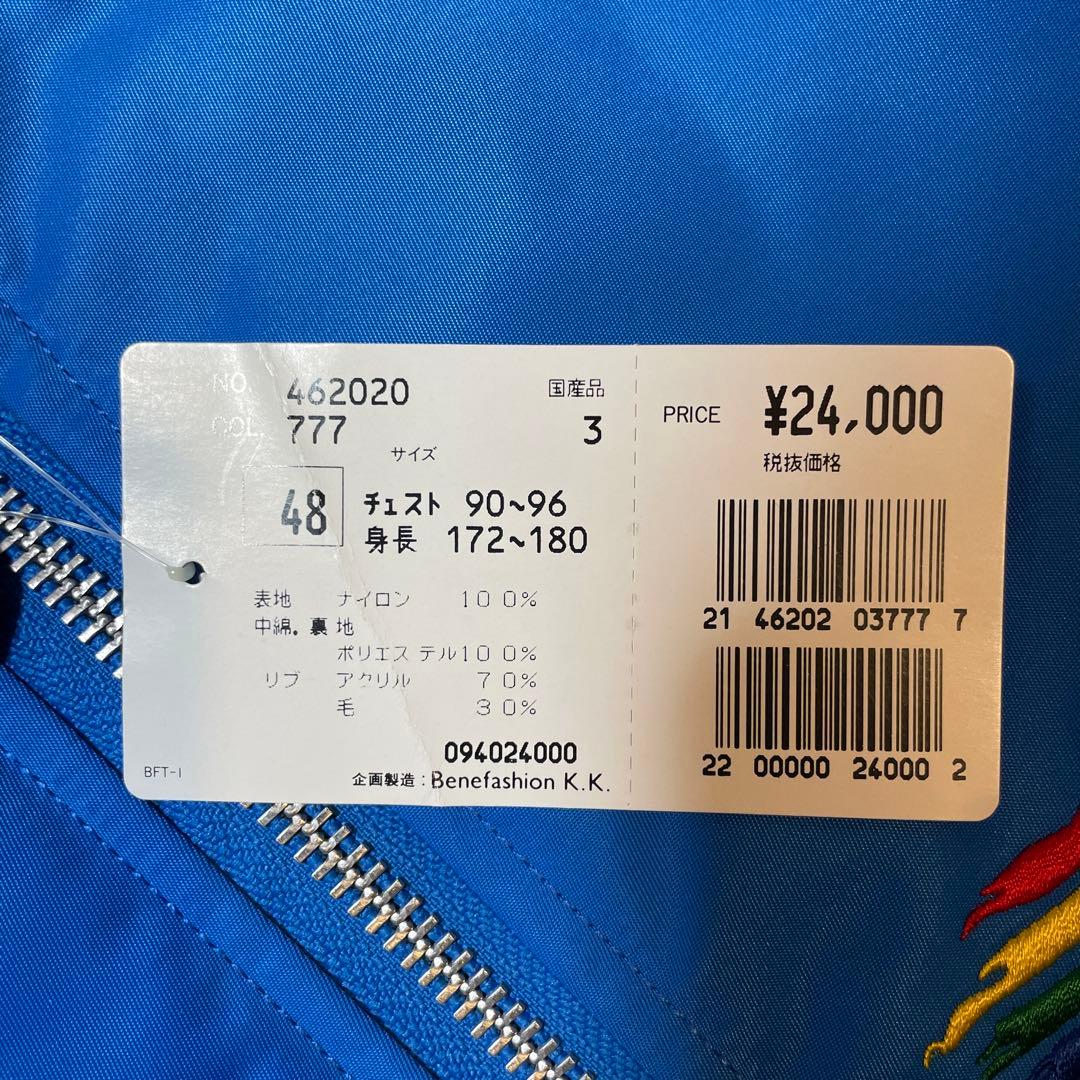 NO. 462020 国産品
COL. 777 3
サイズ
48 チェスト 90~96
身長 172~180
表地 ナイロン 100%
中綿.裏地
ポリエステル100%
リブ アクリル 70%
毛 30%
094024000
BFT-1
企画製造:Benefashion K.K.
PRICE ¥24,000
税抜価格
21 46202 03777 7
22 00000 24000 2